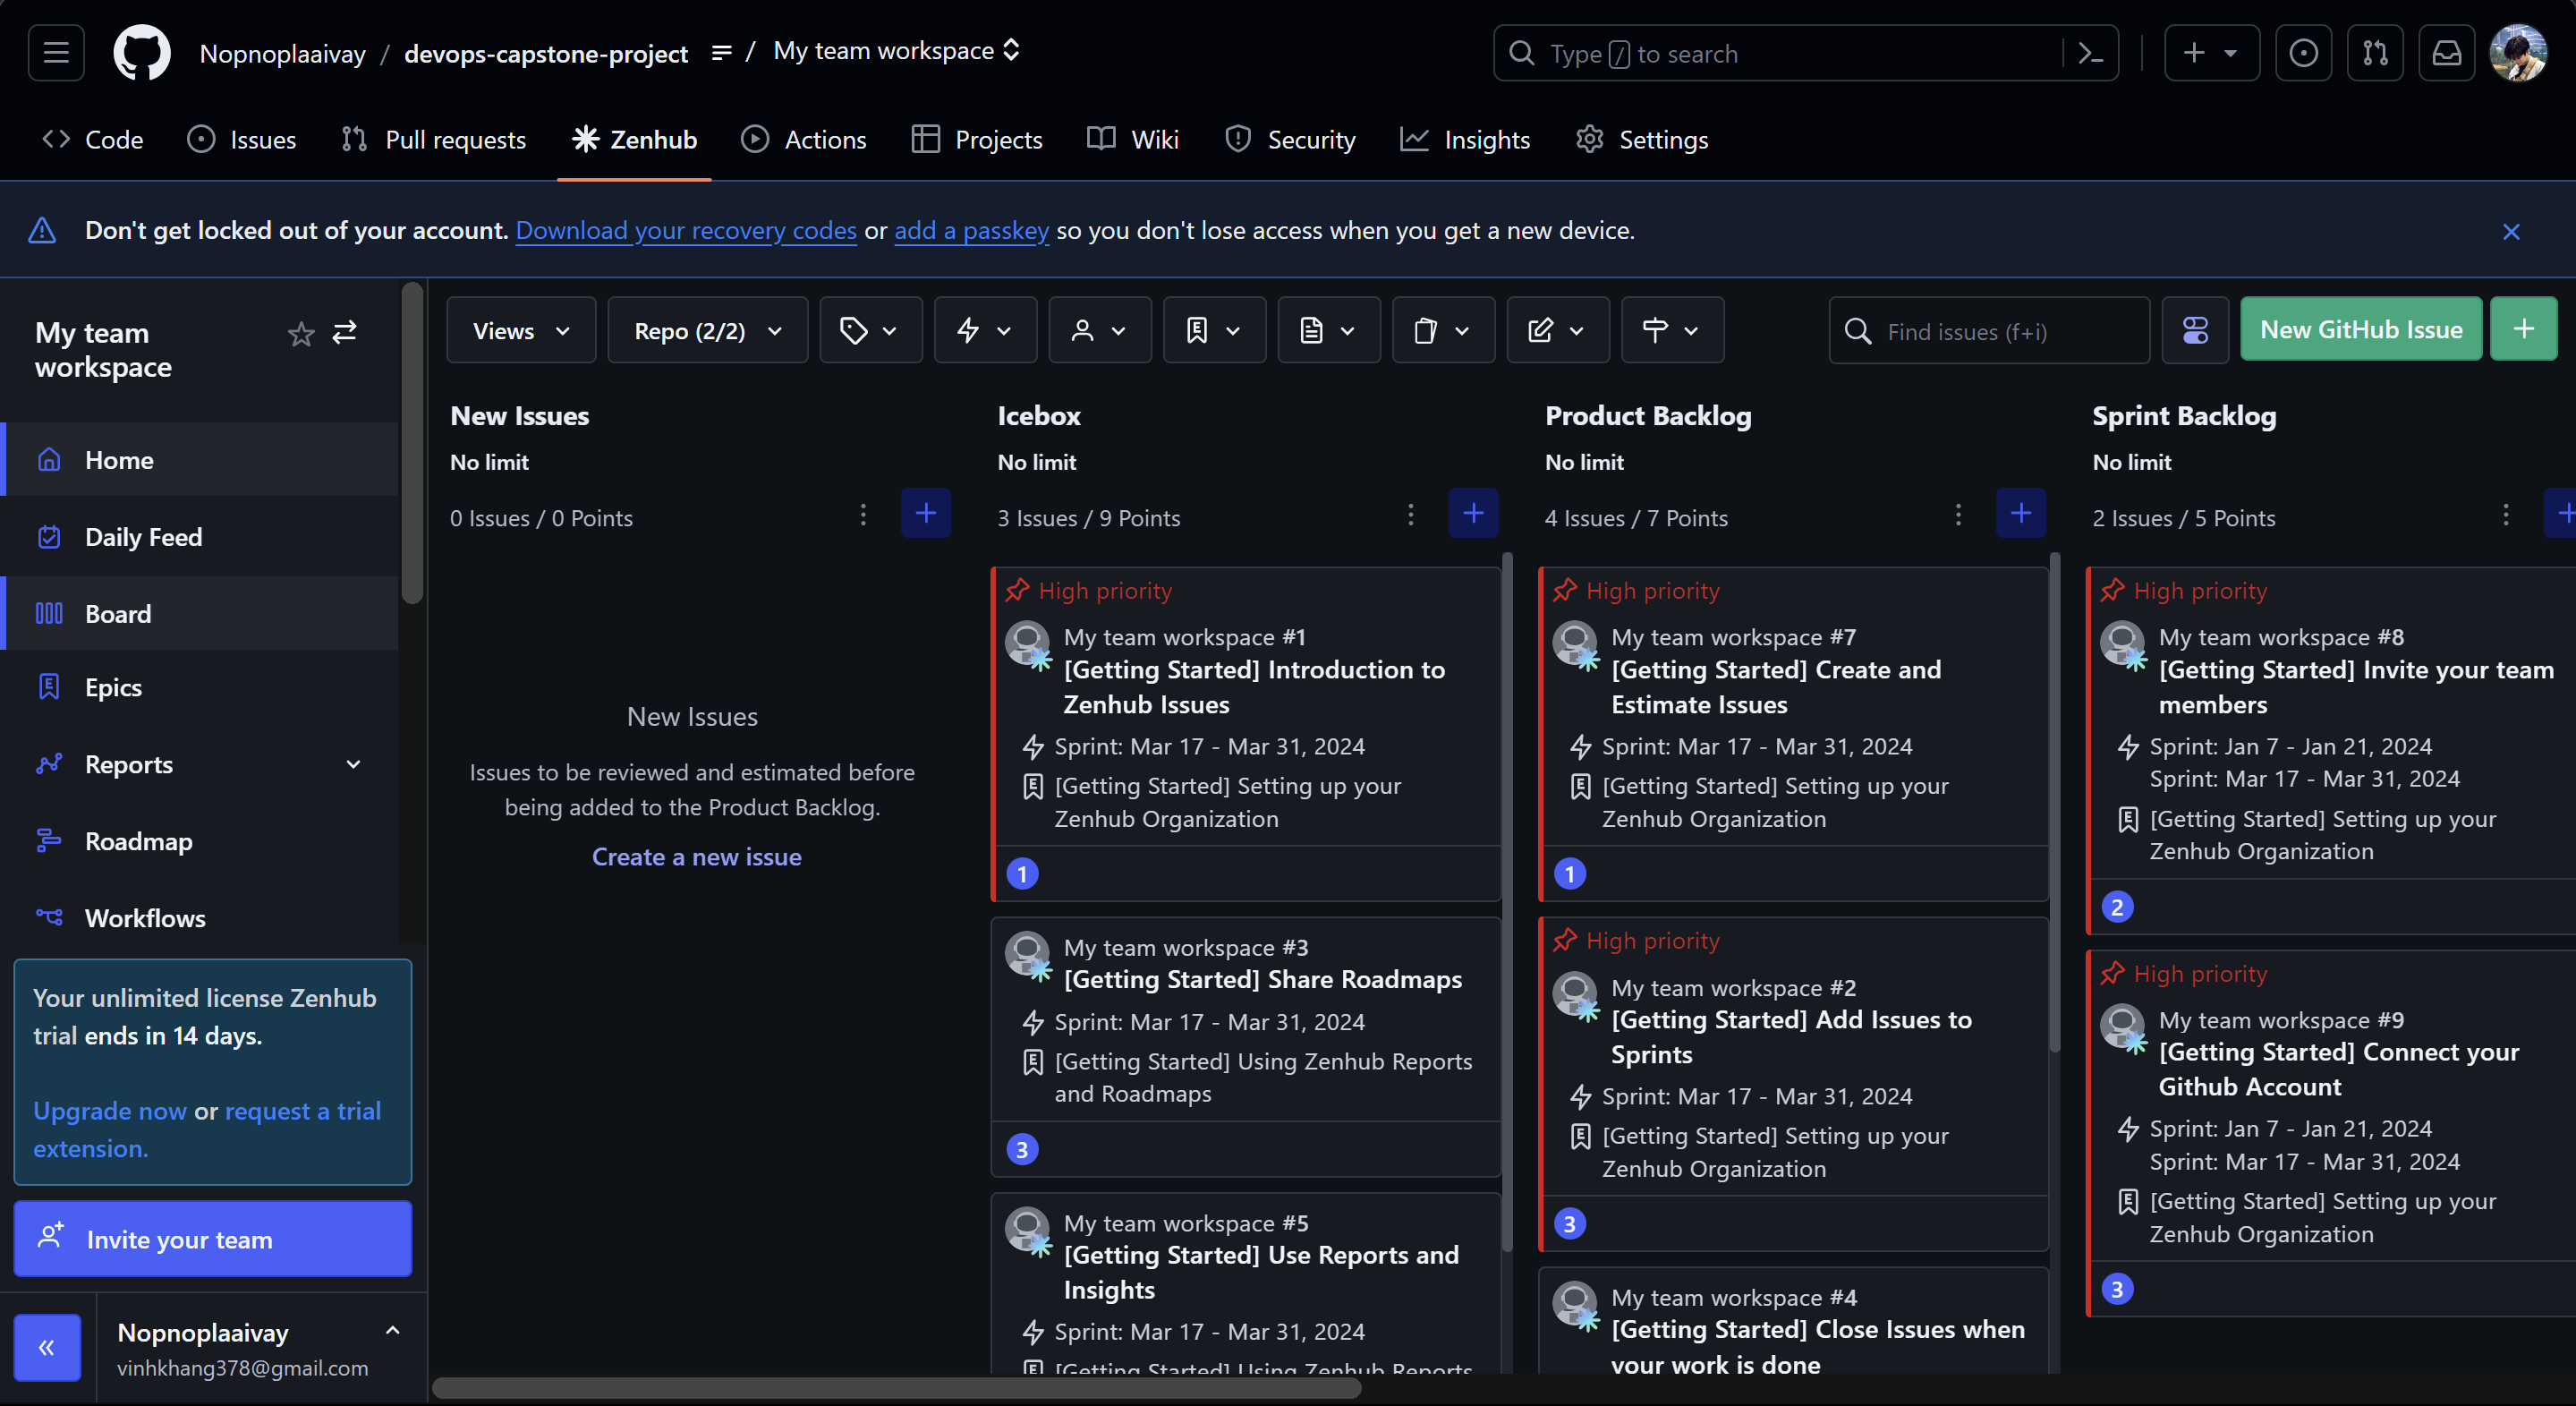 Nopnoplaaivay / devops-capstone-project / My team workspace
Type / to search
Code Issues Pull requests Zenhub Actions Projects Wiki Security Insights Settings
Don't get locked out of your account. Download your recovery codes or add a passkey so you don't lose access when you get a new device.
My team
workspace
Home
Daily Feed
Board
Epics
Reports
Roadmap
Workflows
Your unlimited license Zenhub
trial ends in 14 days.
Upgrade now or request a trial
extension.
Invite your team
Nopnoplaaivay
vinhkhang378@gmail.com
Views Repo (2/2)
Find issues (f+i)
New GitHub Issue
New Issues
No limit
0 Issues / 0 Points
New Issues
Issues to be reviewed and estimated before
being added to the Product Backlog.
Create a new issue
Icebox
No limit
3 Issues / 9 Points
High priority
My team workspace #1
[Getting Started] Introduction to
Zenhub Issues
Sprint: Mar 17 - Mar 31, 2024
[Getting Started] Setting up your
Zenhub Organization
1
My team workspace #3
[Getting Started] Share Roadmaps
Sprint: Mar 17 - Mar 31, 2024
[Getting Started] Using Zenhub Reports
and Roadmaps
3
My team workspace #5
[Getting Started] Use Reports and
Insights
Sprint: Mar 17 - Mar 31, 2024
[Getting Started] Using Zenhub Reports
Product Backlog
No limit
4 Issues / 7 Points
High priority
My team workspace #7
[Getting Started] Create and
Estimate Issues
Sprint: Mar 17 - Mar 31, 2024
[Getting Started] Setting up your
Zenhub Organization
1
High priority
My team workspace #2
[Getting Started] Add Issues to
Sprints
Sprint: Mar 17 - Mar 31, 2024
[Getting Started] Setting up your
Zenhub Organization
3
My team workspace #4
[Getting Started] Close Issues when
your work is done
Sprint Backlog
No limit
2 Issues / 5 Points
High priority
My team workspace #8
[Getting Started] Invite your team
members
Sprint: Jan 7 - Jan 21, 2024
Sprint: Mar 17 - Mar 31, 2024
[Getting Started] Setting up your
Zenhub Organization
2
High priority
My team workspace #9
[Getting Started] Connect your
Github Account
Sprint: Jan 7 - Jan 21, 2024
Sprint: Mar 17 - Mar 31, 2024
[Getting Started] Setting up your
Zenhub Organization
3